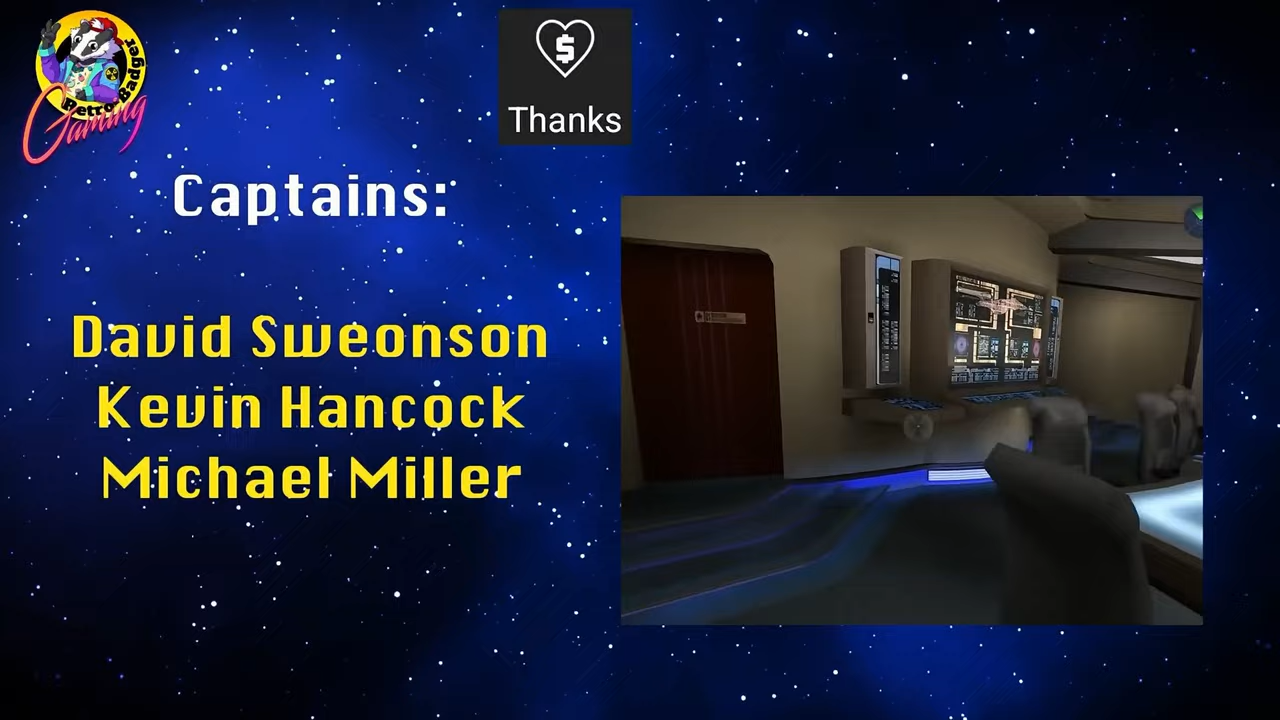 Retro Badger
Gaming
Thanks
Captains:
David Sweonson
Kevin Hancock
Michael Miller